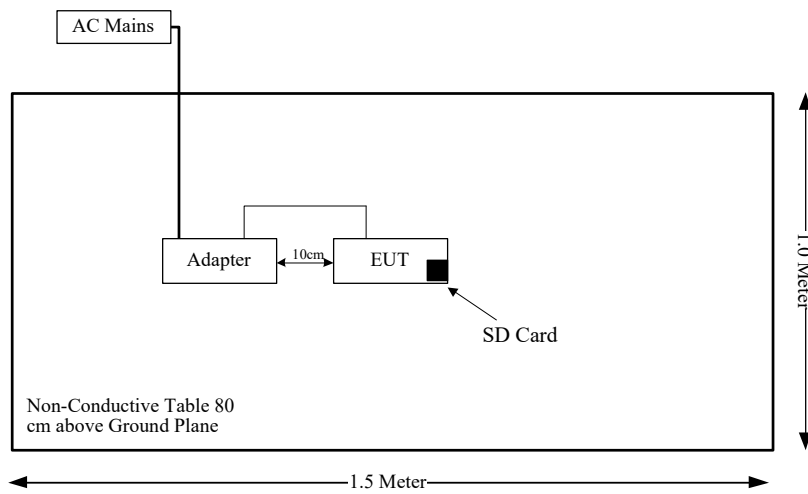 AC Mains
Adapter
10cm
EUT
SD Card
Non-Conductive Table 80
cm above Ground Plane
1.0 Meter
1.5 Meter